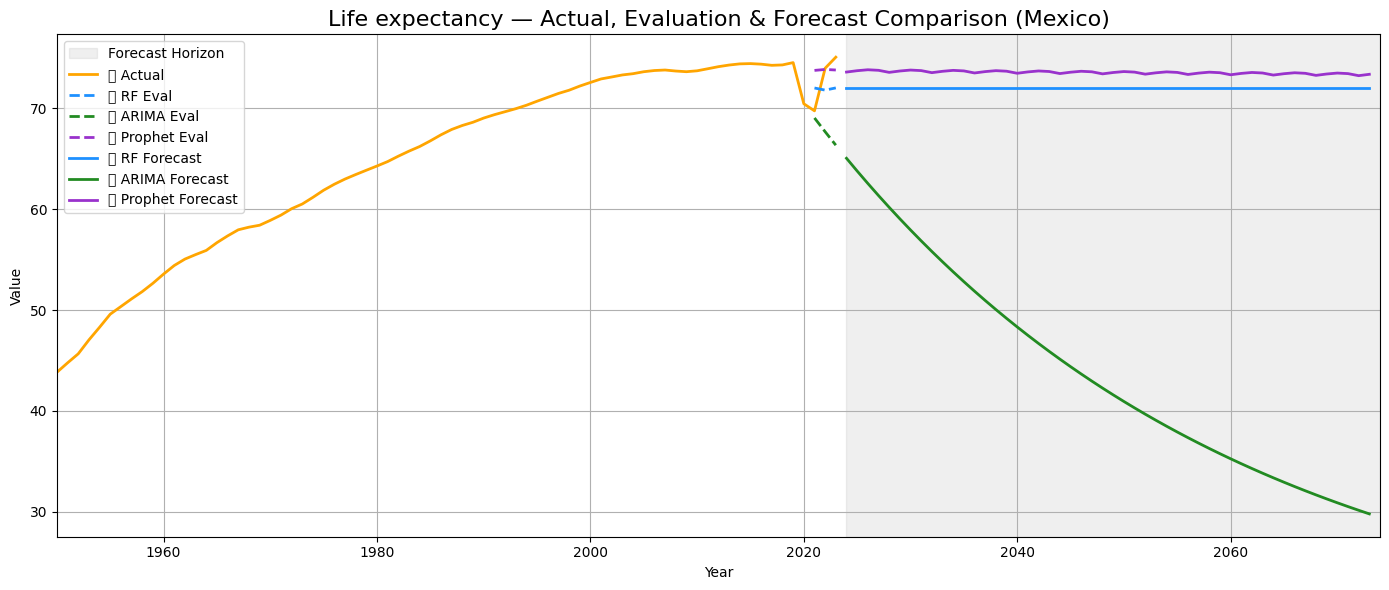 Life expectancy — Actual, Evaluation & Forecast Comparison (Mexico)
Forecast Horizon
Actual
RF Eval
ARIMA Eval
Prophet Eval
RF Forecast
ARIMA Forecast
Prophet Forecast
Value
70
60
50
40
30
1960 1980 2000 2020 2040 2060
Year